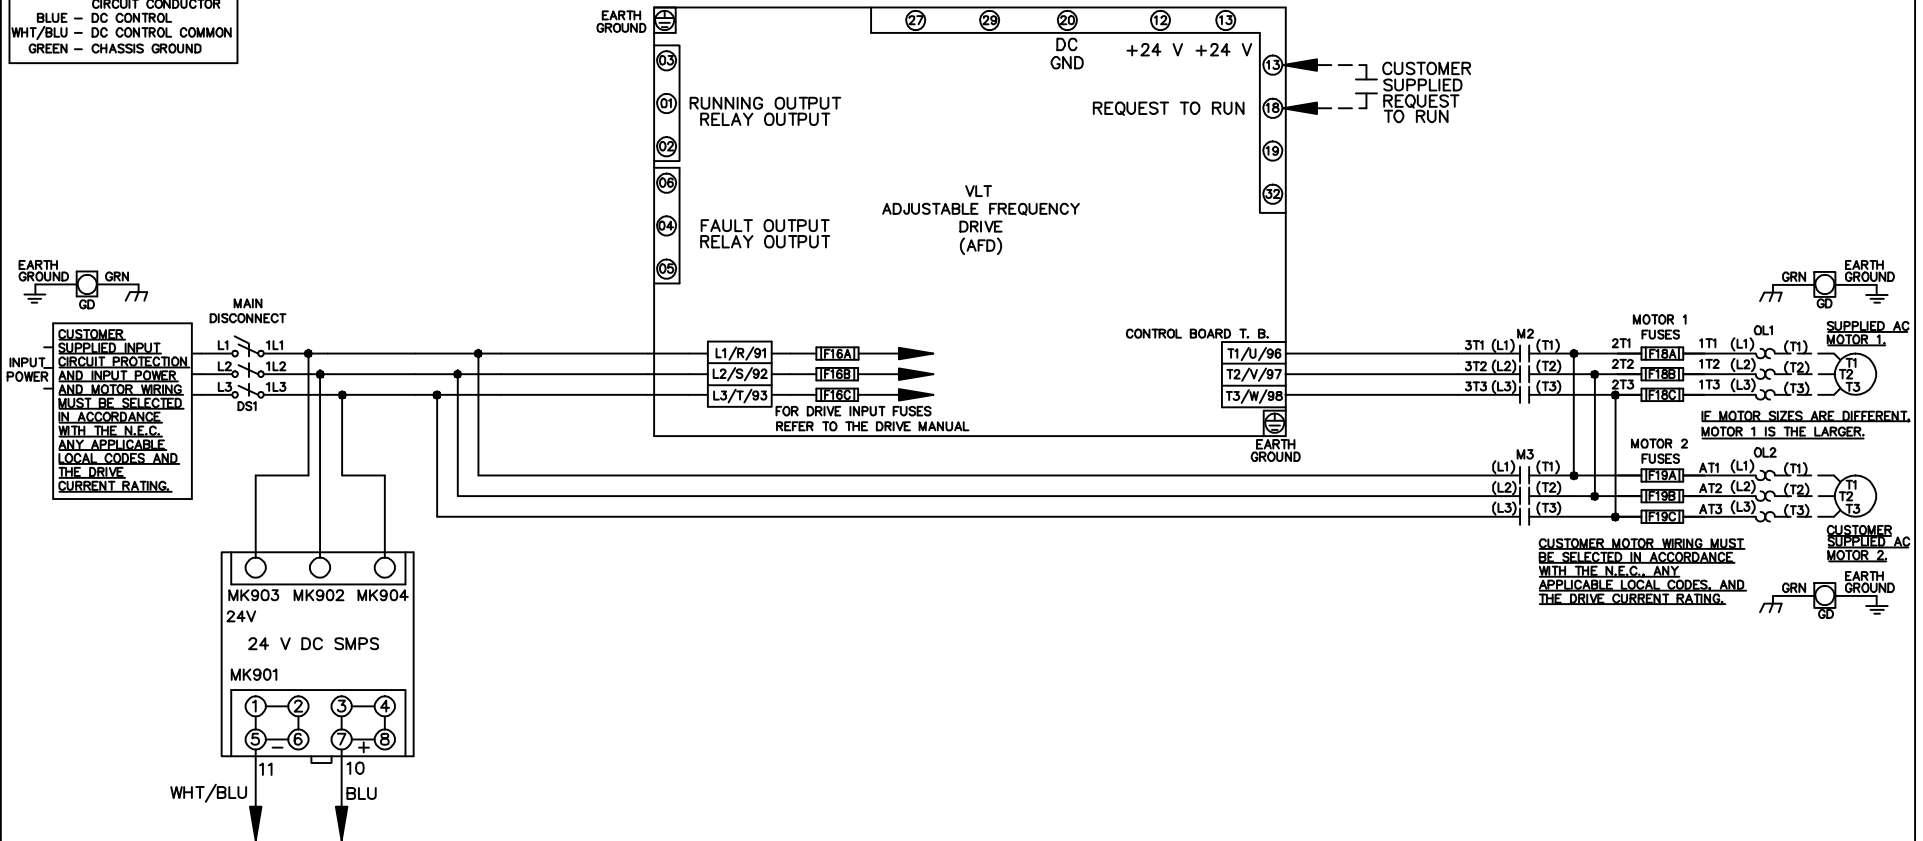 CIRCUIT CONDUCTOR
BLUE – DC CONTROL
WHT/BLU – DC CONTROL COMMON
GREEN – CHASSIS GROUND
EARTH
GROUND
27
29
20
12
13
DC
GND
+24 V
+24 V
03
01
02
RUNNING OUTPUT
RELAY OUTPUT
06
04
05
FAULT OUTPUT
RELAY OUTPUT
REQUEST TO RUN
13
18
19
32
CUSTOMER
SUPPLIED
REQUEST
TO RUN
VLT
ADJUSTABLE FREQUENCY
DRIVE
(AFD)
EARTH
GROUND
GRN
GD
MAIN
DISCONNECT
INPUT
POWER
CUSTOMER
SUPPLIED INPUT
CIRCUIT PROTECTION
AND INPUT POWER
AND MOTOR WIRING
MUST BE SELECTED
IN ACCORDANCE
WITH THE N.E.C.
ANY APPLICABLE
LOCAL CODES AND
THE DRIVE
CURRENT RATING.
L1
1L1
L2
1L2
L3
1L3
DS1
L1/R/91
F16A
L2/S/92
F16B
L3/T/93
F16C
FOR DRIVE INPUT FUSES
REFER TO THE DRIVE MANUAL
CONTROL BOARD T. B.
T1/U/96
T2/V/97
T3/W/98
EARTH
GROUND
M2
3T1 (L1) (T1)
3T2 (L2) (T2)
3T3 (L3) (T3)
MOTOR 1
FUSES
2T1 F18A 1T1 (L1)
2T2 F18B 1T2 (L2)
2T3 F18C 1T3 (L3)
OL1
(T1)
(T2)
(T3)
T1
T2
T3
GRN
GD
EARTH
GROUND
SUPPLIED AC
MOTOR 1.
IF MOTOR SIZES ARE DIFFERENT,
MOTOR 1 IS THE LARGER.
M3
(L1) (T1)
(L2) (T2)
(L3) (T3)
MOTOR 2
FUSES
F19A AT1 (L1)
F19B AT2 (L2)
F19C AT3 (L3)
OL2
(T1)
(T2)
(T3)
T1
T2
T3
CUSTOMER
SUPPLIED AC
MOTOR 2.
CUSTOMER MOTOR WIRING MUST
BE SELECTED IN ACCORDANCE
WITH THE N.E.C., ANY
APPLICABLE LOCAL CODES, AND
THE DRIVE CURRENT RATING.
GRN
GD
EARTH
GROUND
MK903 MK902 MK904
24V
24 V DC SMPS
MK901
1 2 3 4
5 – 6 7 + 8
11
10
WHT/BLU
BLU